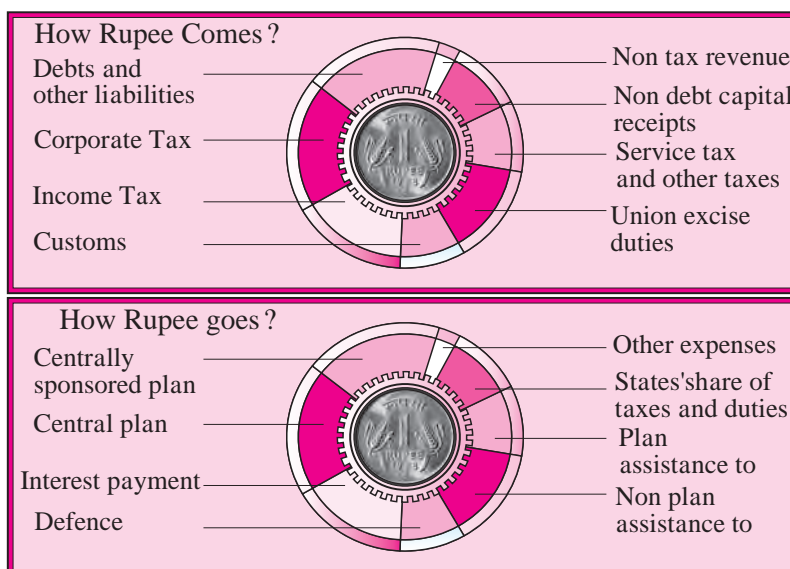 How Rupee Comes ?
Debts and
other liabilities
Corporate Tax
Income Tax
Customs
Non tax revenue
Non debt capital
receipts
Service tax
and other taxes
Union excise
duties
How Rupee goes ?
Centrally
sponsored plan
Central plan
Interest payment
Defence
Other expenses
States'share of
taxes and duties
Plan
assistance to
Non plan
assistance to